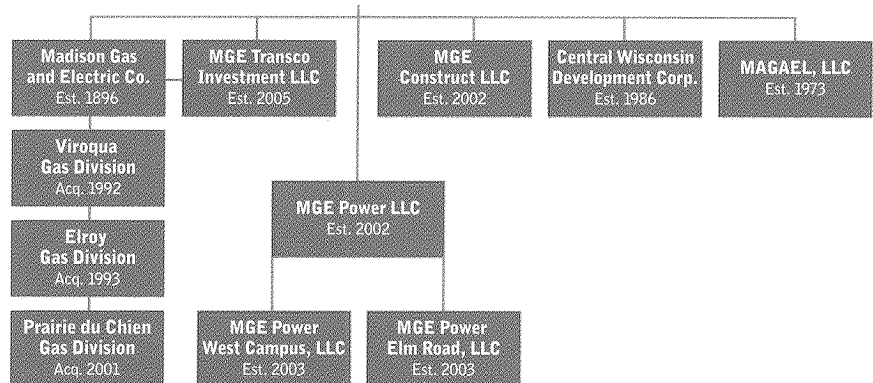 Madison Gas
and Electric Co.
Est. 1896
MGE Transco
Investment LLC
Est. 2005
MGE
Construct LLC
Est. 2002
Central Wisconsin
Development Corp.
Est. 1986
MAGAEL, LLC
Est. 1973
Viroqua
Gas Division
Acq. 1992
MGE Power LLC
Est. 2002
Elroy
Gas Division
Acq. 1993
Prairie du Chien
Gas Division
Acq. 2001
MGE Power
West Campus, LLC
Est. 2003
MGE Power
Elm Road, LLC
Est. 2003